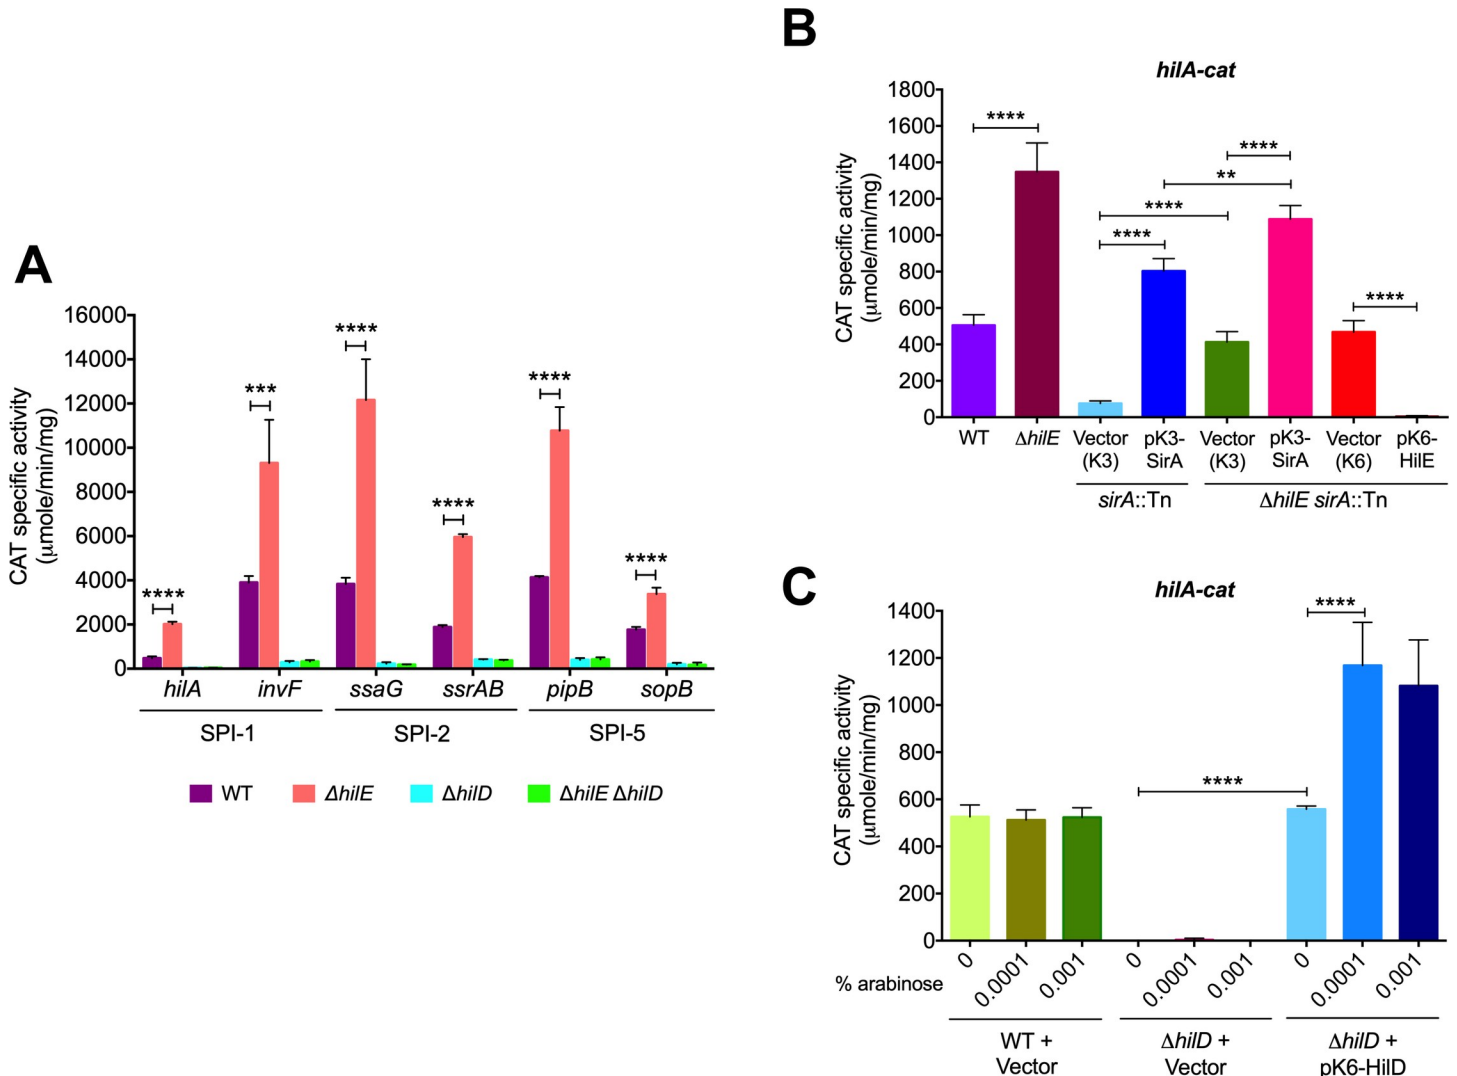 A
CAT specific activity
(µmole/min/mg)
16000
14000
12000
10000
8000
6000
4000
2000
0
****
***
****
****
****
****
hilA invF ssaG ssrAB pipB sopB
SPI-1 SPI-2 SPI-5
WT ΔhilE ΔhilD ΔhilE ΔhilD
B
hilA-cat
CAT specific activity
(µmole/min/mg)
1800
1600
1400
1200
1000
800
600
400
200
0
****
****
**
****
****
****
WT ΔhilE Vector pK3- Vector pK3- Vector pK6-
(K3) SirA (K3) SirA (K6) HilE
sirA::Tn ΔhilE sirA::Tn
C
hilA-cat
CAT specific activity
(µmole/min/mg)
1400
1200
1000
800
600
400
200
0
****
****
% arabinose 0 0.0001 0.001 0 0.0001 0.001 0 0.0001 0.001
WT + ΔhilD + ΔhilD +
Vector Vector pK6-HilD